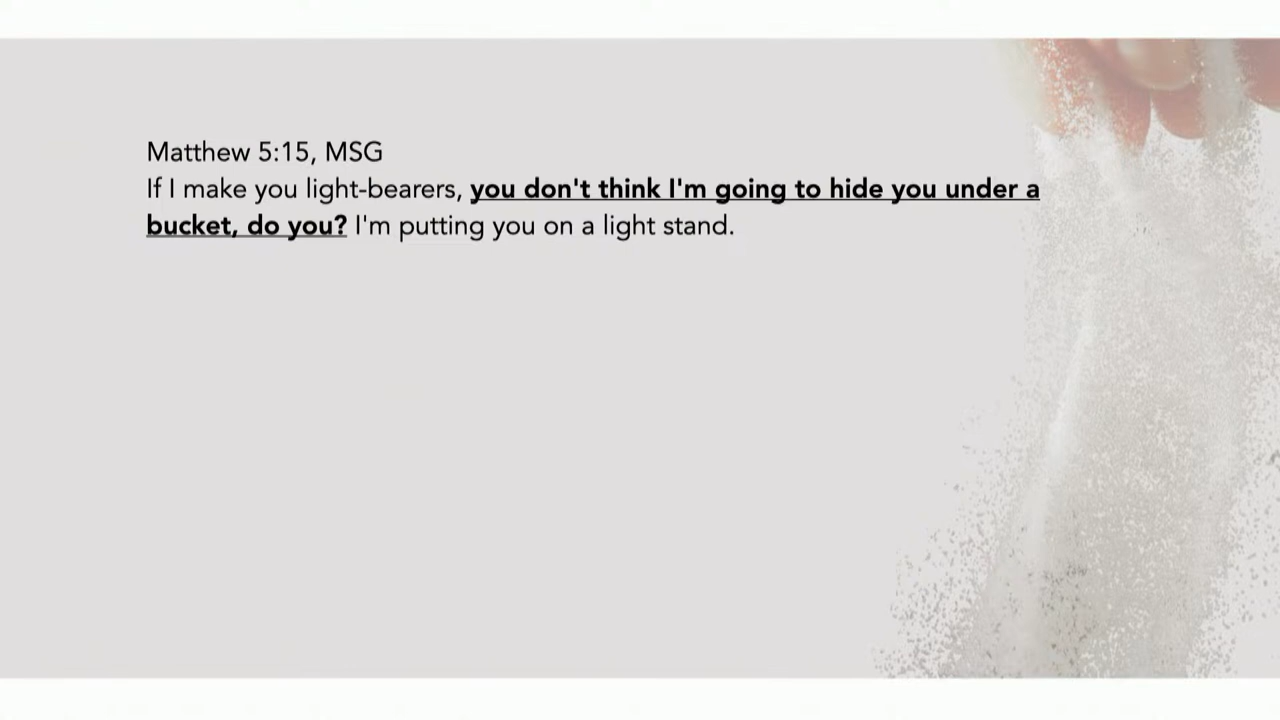 Matthew 5:15, MSG
If I make you light-bearers, you don't think I'm going to hide you under a
bucket, do you? I'm putting you on a light stand.